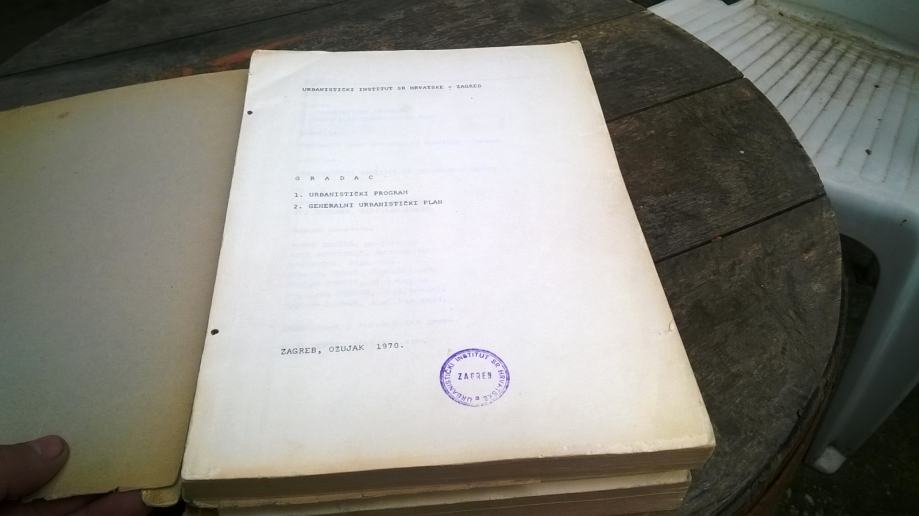 URBANISTIČKI INSTITUT SR HRVATSKE - ZAGREB
G R A D A C
1. URBANISTIČKI PROGRAM
2. GENERALNI URBANISTIČKI PLAN
ZAGREB, OŽUJAK 1970.
URBANISTIČKI INSTITUT SR HRVATSKE
ZAGREB